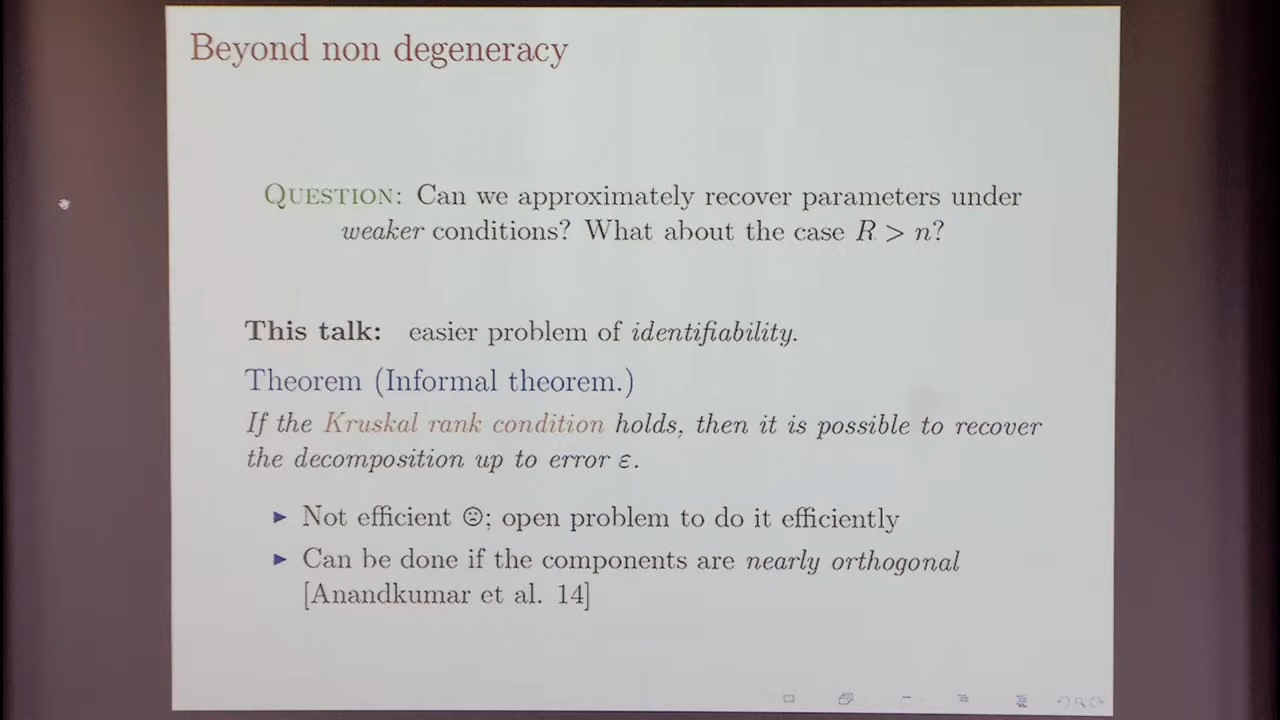 Beyond non degeneracy
QUESTION: Can we approximately recover parameters under
weaker conditions? What about the case R > n?
This talk: easier problem of identifiability.
Theorem (Informal theorem.)
If the Kruskal rank condition holds, then it is possible to recover
the decomposition up to error ε.
▶ Not efficient ☹; open problem to do it efficiently
▶ Can be done if the components are nearly orthogonal
[Anandkumar et al. 14]